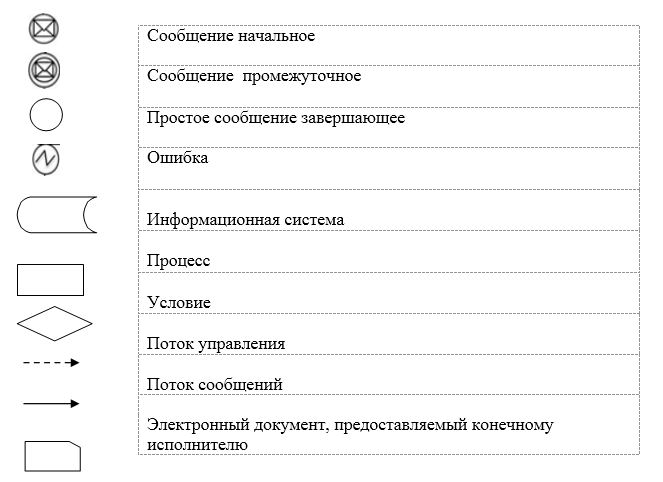 Сообщение начальное
Сообщение промежуточное
Простое сообщение завершающее
Ошибка
Информационная система
Процесс
Условие
Поток управления
Поток сообщений
Электронный документ, предоставляемый конечному
исполнителю